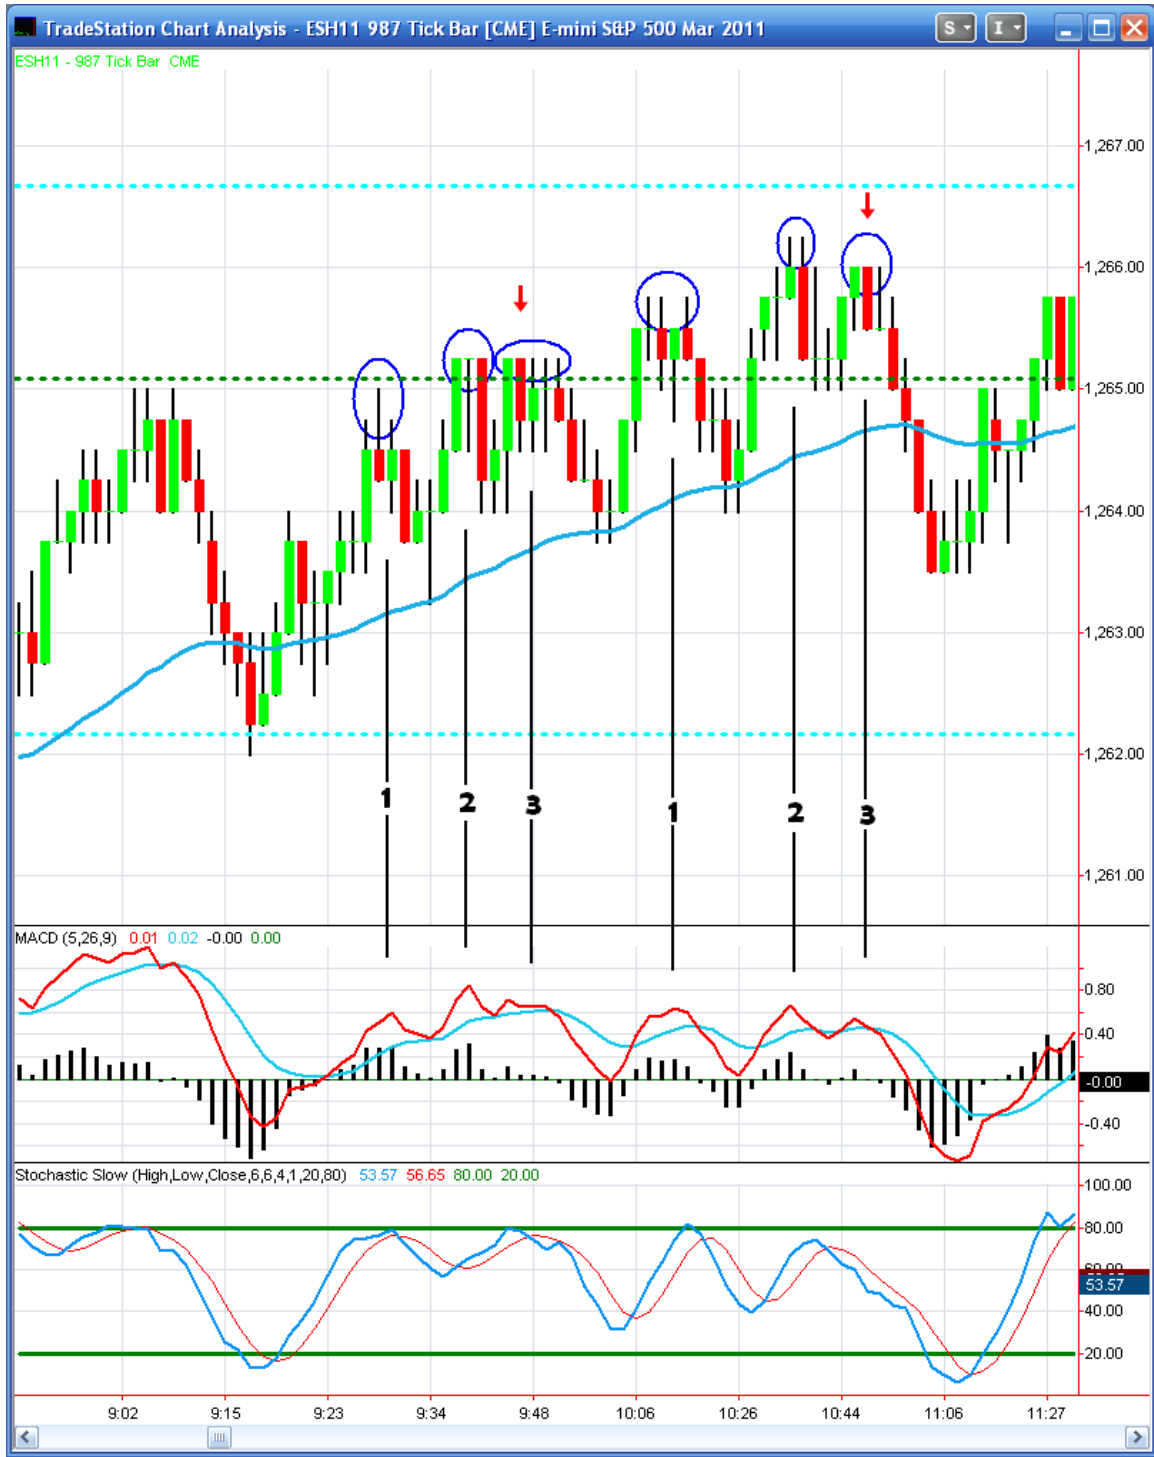 TradeStation Chart Analysis - ESH11 987 Tick Bar [CME] E-mini S&P 500 Mar 2011
S I
ESH11 - 987 Tick Bar CME
1,267.00
1,266.00
1,265.00
1,264.00
1,263.00
1,262.00
1 2 3 1 2 3
1,261.00
MACD (5,26,9) 0.01 0.02 -0.00 0.00
0.80
0.40
-0.00
-0.40
Stochastic Slow (High,Low,Close,6,6,4,1,20,80) 53.57 56.65 80.00 20.00
100.00
80.00
53.57
40.00
20.00
9:02 9:15 9:23 9:34 9:48 10:06 10:26 10:44 11:06 11:27